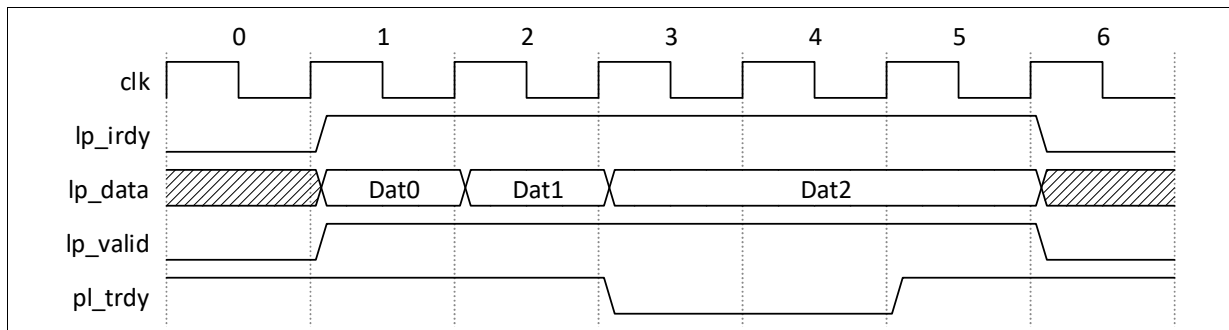 0 1 2 3 4 5 6
clk
lp_irdy
lp_data Dat0 Dat1 Dat2
lp_valid
pl_trdy